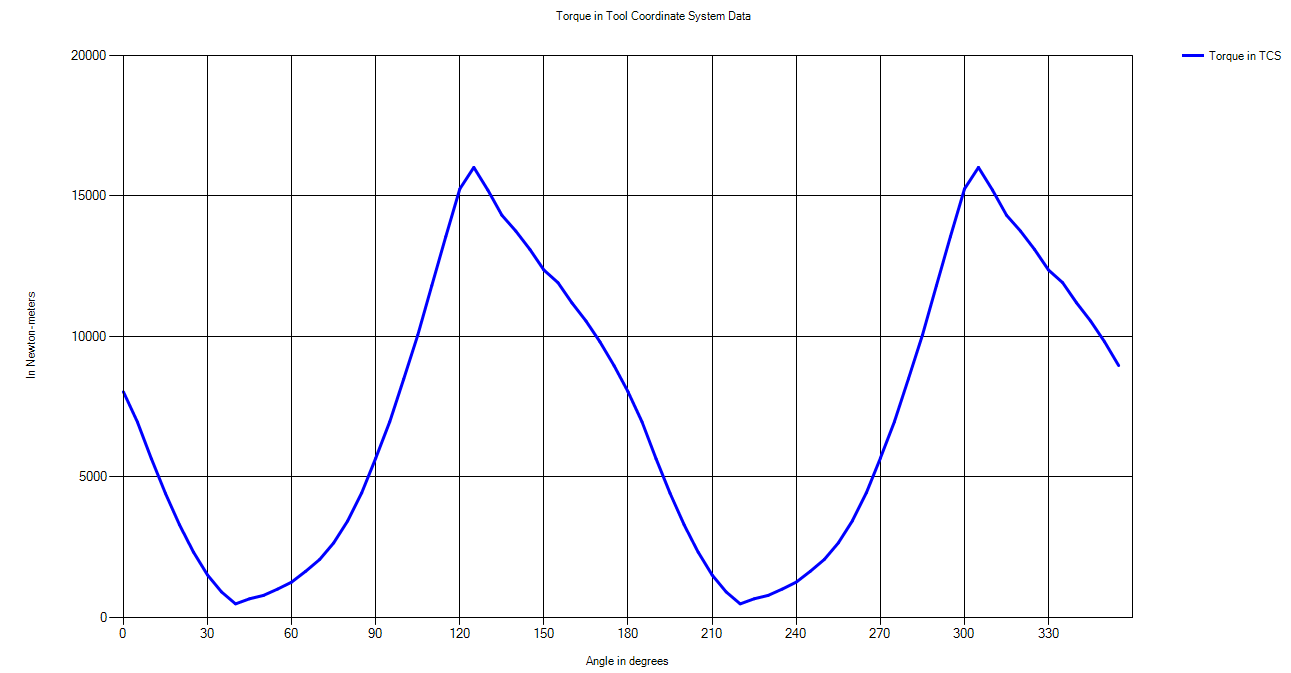 Torque in Tool Coordinate System Data
Torque in TCS
20000
15000
10000
5000
0
In Newton-meters
0 30 60 90 120 150 180 210 240 270 300 330
Angle in degrees